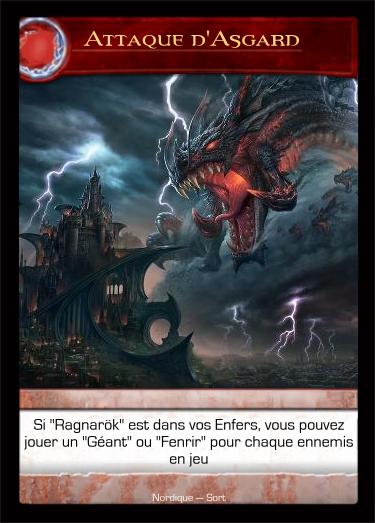 Attaque d'Asgard
Si "Ragnarök" est dans vos Enfers, vous pouvez
jouer un "Géant" ou "Fenrir" pour chaque ennemis
en jeu
Nordique — Sort